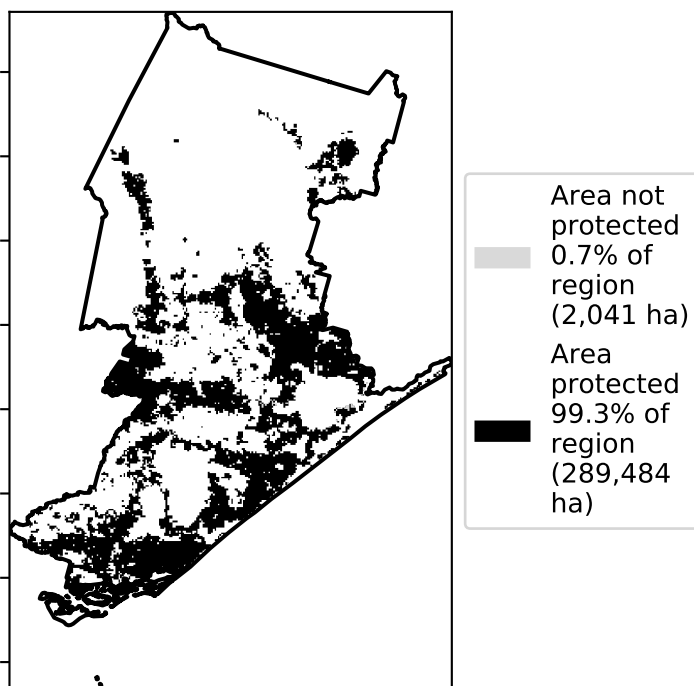 Area not
protected
0.7% of
region
(2,041 ha)
Area
protected
99.3% of
region
(289,484
ha)